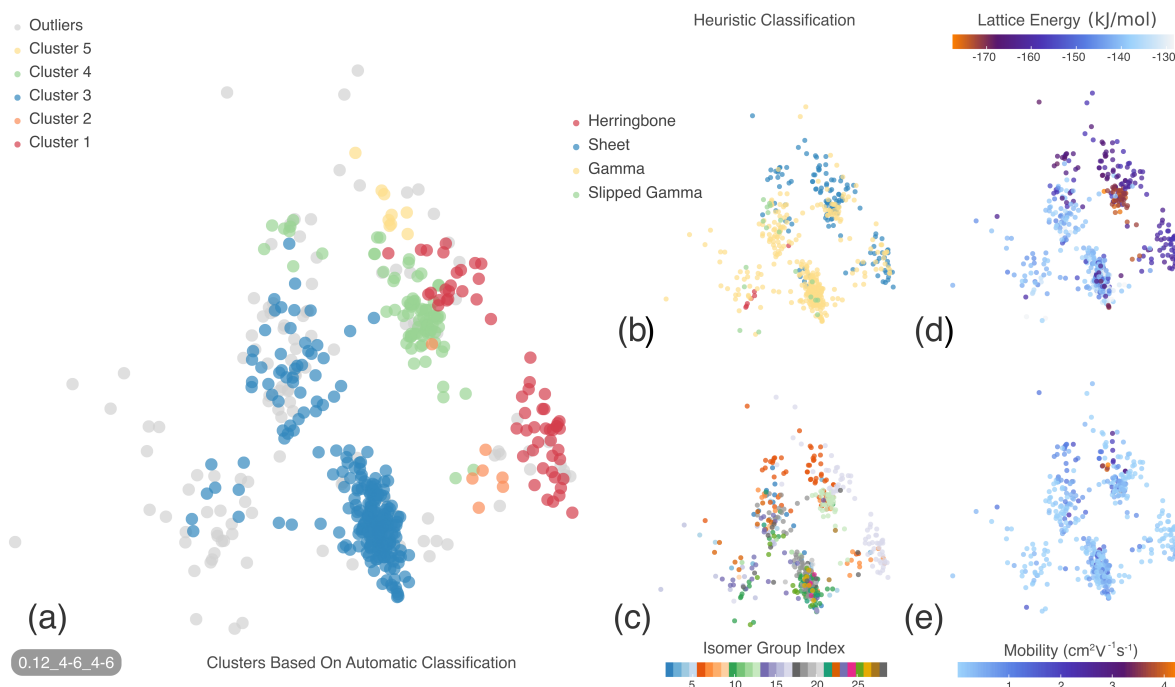 Outliers
Cluster 5
Cluster 4
Cluster 3
Cluster 2
Cluster 1
(a)
0.12_4-6_4-6
Clusters Based On Automatic Classification
Heuristic Classification
Herringbone
Sheet
Gamma
Slipped Gamma
(b)
Lattice Energy (kJ/mol)
-170 -160 -150 -140 -130
(d)
(c)
Isomer Group Index
5 10 15 20 25
(e)
Mobility (cm²V⁻¹s⁻¹)
1 2 3 4